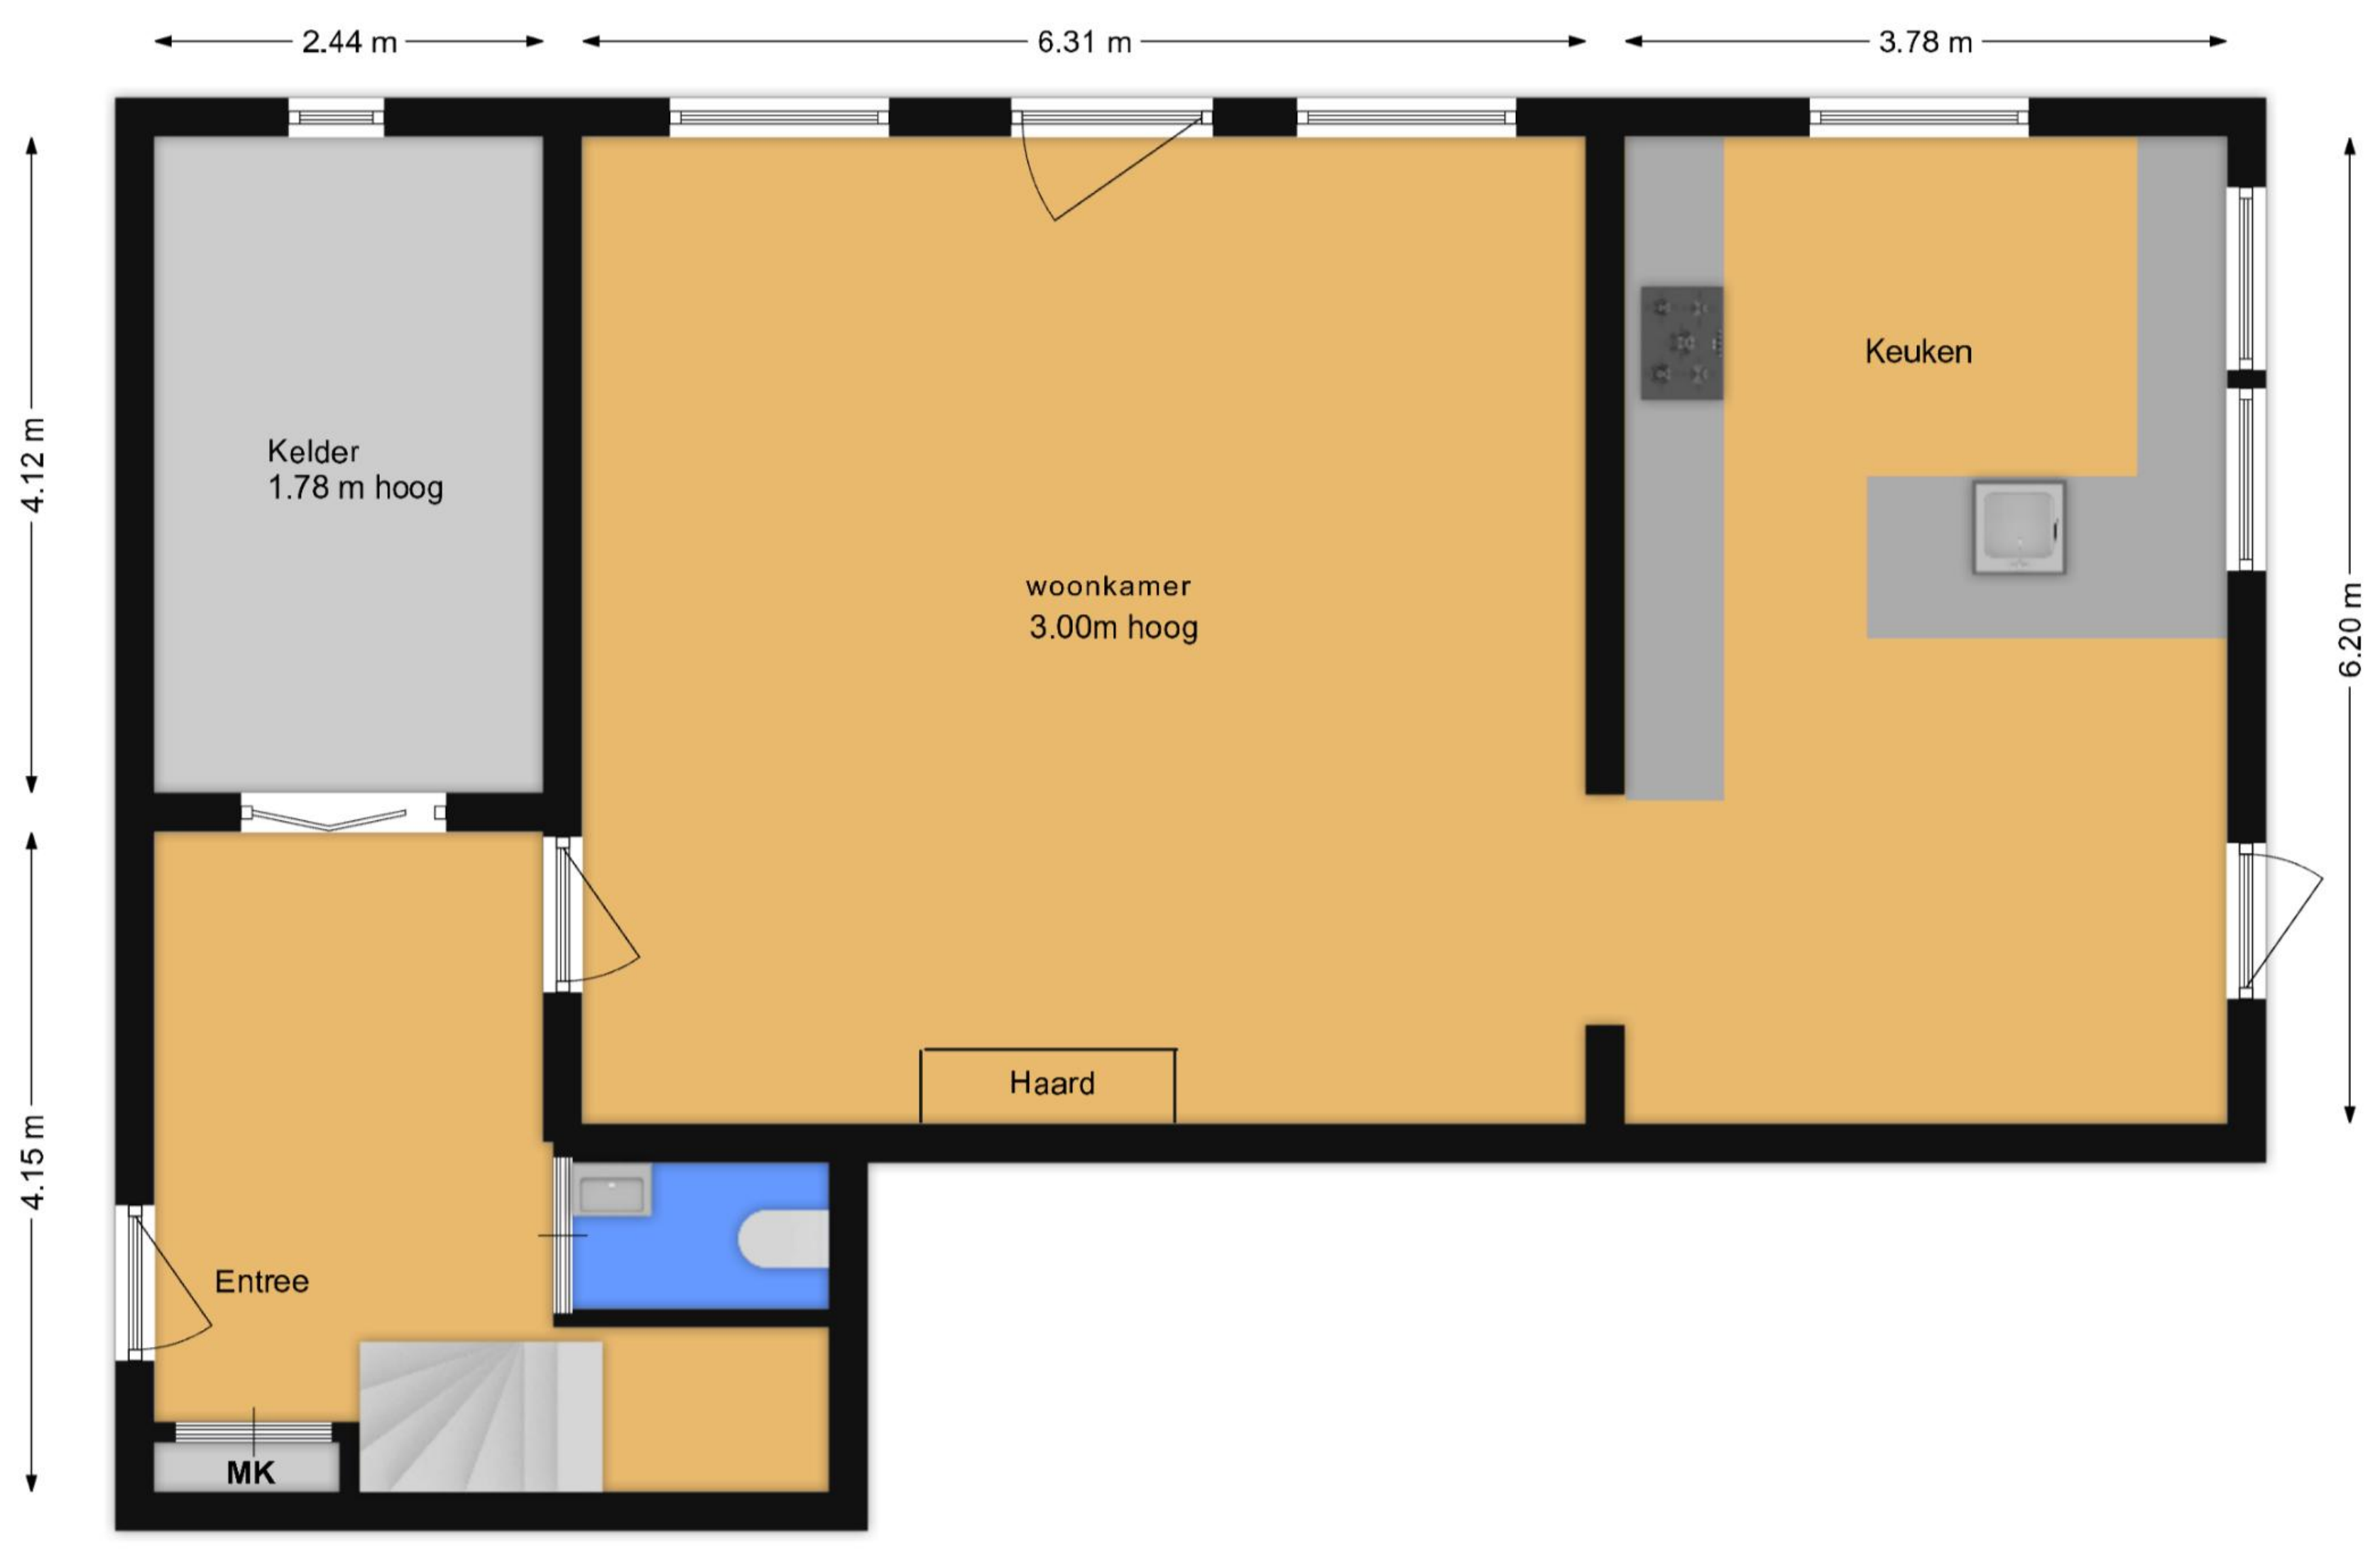 2.44 m
6.31 m
3.78 m
4.12 m
Kelder
1.78 m hoog
woonkamer
3.00m hoog
Keuken
6.20 m
4.15 m
Haard
Entree
MK